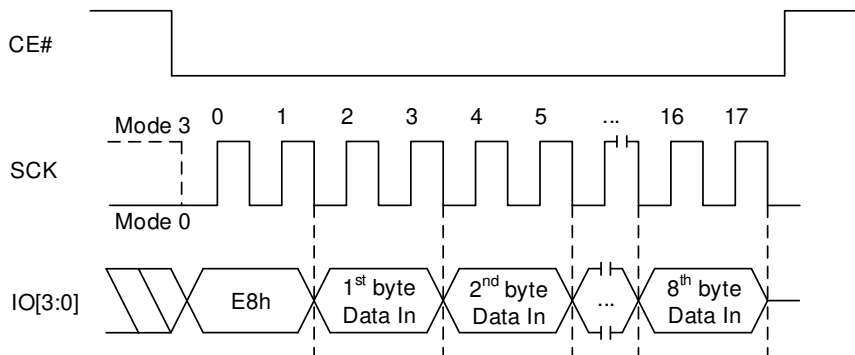 CE#
0 1 2 3 4 5 ... 16 17
Mode 3
SCK
Mode 0
IO[3:0]
E8h
1st byte
Data In
2nd byte
Data In
...
8th byte
Data In